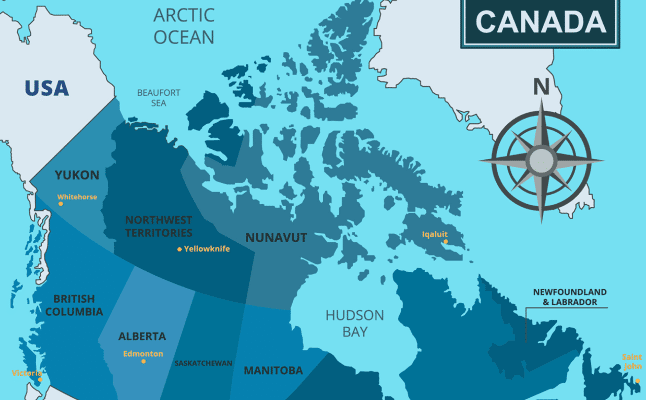 CANADA
ARCTIC
OCEAN
N
USA
BEAUFORT
SEA
YUKON
Whitehorse
NORTHWEST
TERRITORIES
Yellowknife
NUNAVUT
Iqaluit
NEWFOUNDLAND
& LABRADOR
BRITISH
COLUMBIA
HUDSON
BAY
ALBERTA
Edmonton
SASKATCHEWAN
MANITOBA
Victoria
Saint
John